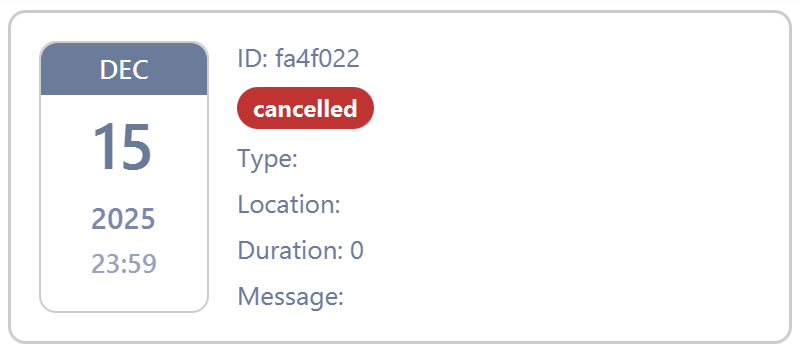 DEC
15
2025
23:59
ID: fa4f022
cancelled
Type:
Location:
Duration: 0
Message: